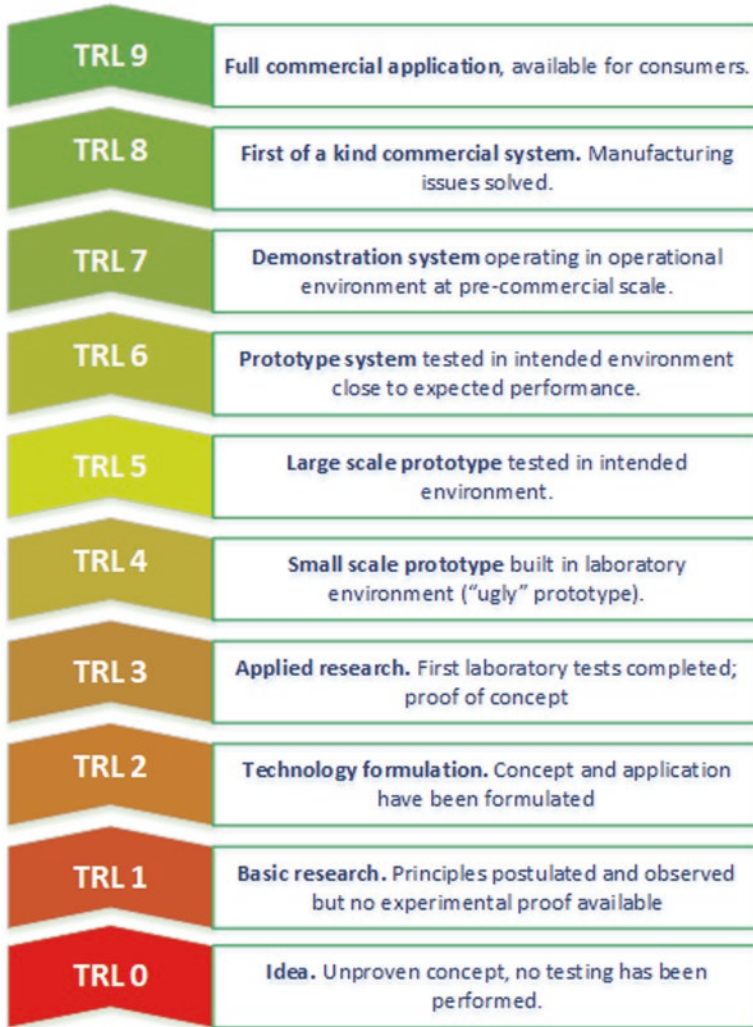 TRL 9
Full commercial application, available for consumers.
TRL 8
First of a kind commercial system. Manufacturing
issues solved.
TRL 7
Demonstration system operating in operational
environment at pre-commercial scale.
TRL 6
Prototype system tested in intended environment
close to expected performance.
TRL 5
Large scale prototype tested in intended
environment.
TRL 4
Small scale prototype built in laboratory
environment (“ugly” prototype).
TRL 3
Applied research. First laboratory tests completed;
proof of concept
TRL 2
Technology formulation. Concept and application
have been formulated
TRL 1
Basic research. Principles postulated and observed
but no experimental proof available
TRL 0
Idea. Unproven concept, no testing has been
performed.